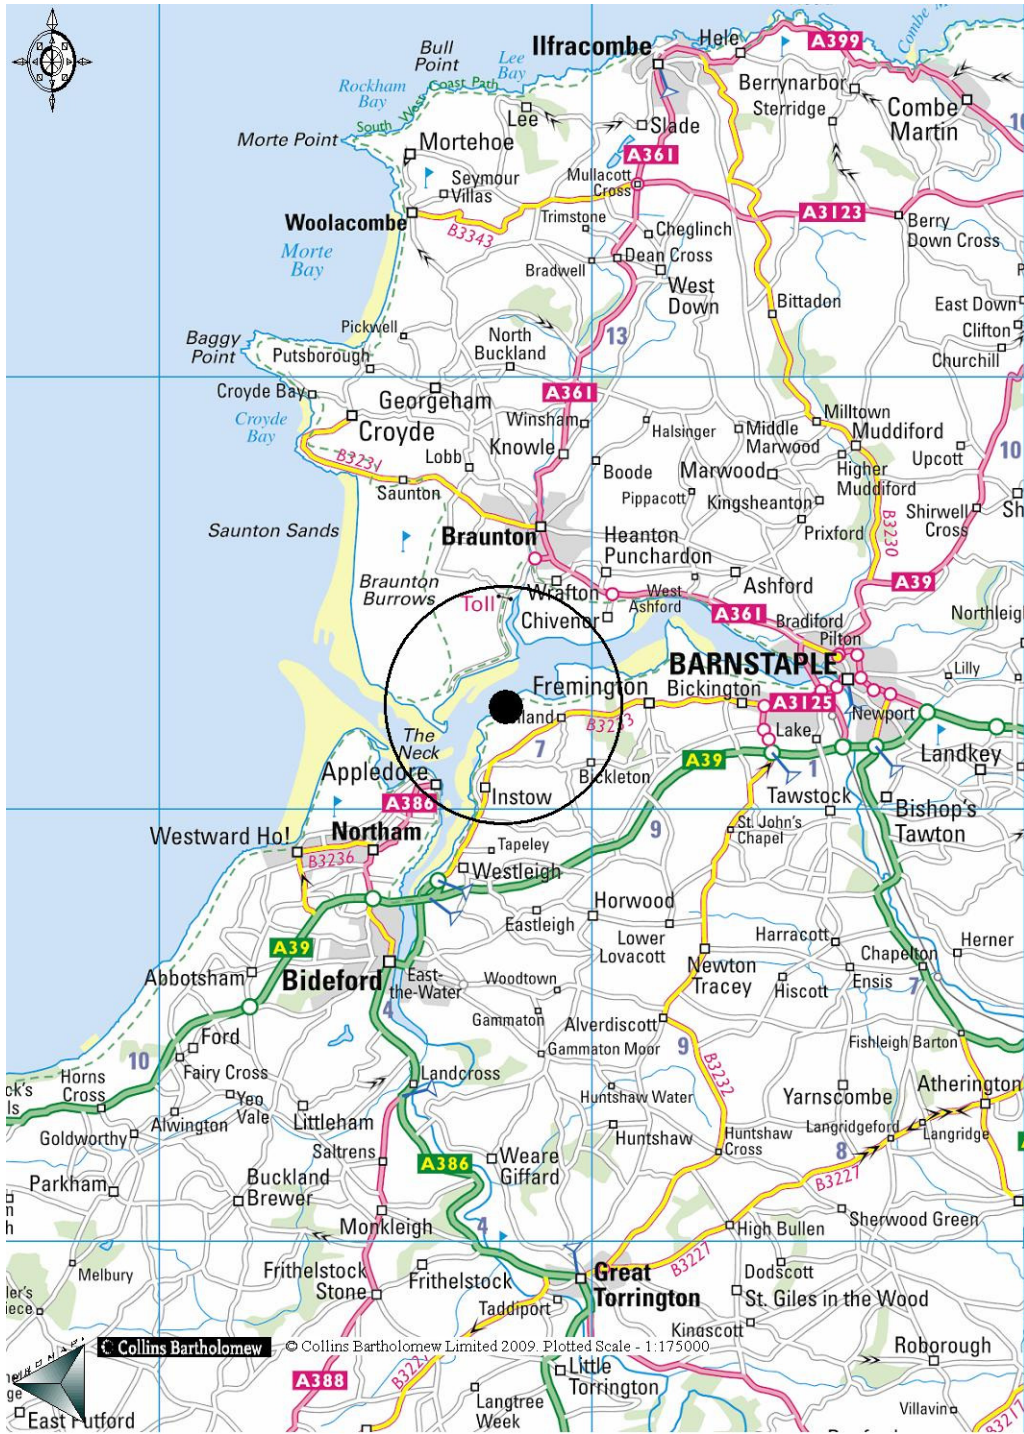 Bull
Point
Lee
Bay
Ilfracombe
Hele
A399
Combe
Rockham
Bay
South West Coast Path
Lee
Berrynarbor
Sterridge
Combe
Martin
Morte Point
Mortehoe
Slade
A361
Seymour
Villas
Mullacott
Cross
Woolacombe
B3343
Trimstone
Cheglinch
A3123
Berry
Down Cross
Morte
Bay
Bradwell
Dean Cross
West
Down
Bittadon
East Down
Clifton
Churchill
Pickwell
North
Buckland
13
Baggy
Point
Putsborough
Croyde Bay
Georgeham
A361
Croyde
Bay
Croyde
Winsham
Halsinger
Middle
Marwood
Milltown
Muddiford
Knowle
B3231
Lobb
Boode
Marwood
Higher
Muddiford
Upcott
10
Saunton
Pippacott
Kingsheanton
Shirwell
Cross
Sh
Saunton Sands
Braunton
Heanton
Punchardon
Prixford
B3230
Braunton
Burrows
Wrafton
West
Ashford
Ashford
A39
Toll
Chivenor
A361
Bradiford
Pilton
Northleigh
BARNSTAPLE
Lilly
Fremington
Bickington
A3125
Newport
B3233
The
Neck
7
Lake
Landkey
Appledore
Bickleton
A39
1
A386
Instow
Tawstock
Bishop's
Tawton
Westward Ho!
Northam
9
St. John's
Chapel
B3236
Tapeley
Westleigh
Horwood
Eastleigh
Lower
Lovacott
Harracott
Herner
A39
Chapelton
Abbotsham
Bideford
East-
the-Water
Woodtown
Newton
Tracey
Hiscott
Ensis
7
4
Gammaton
Alverdiscott
Ford
Gammaton Moor
9
Fishleigh Barton
10
Fairy Cross
B3232
Horns
Cross
Landcross
Yeo
Vale
Huntshaw Water
Yarnscombe
Atherington
Alwington
Littleham
Langridgeford
Langridge
Goldworthy
Saltrens
Huntshaw
Huntshaw
Cross
8
A386
Weare
Giffard
B3227
Parkham
Buckland
Brewer
Monkleigh
4
High Bullen
Sherwood Green
B3227
Melbury
Frithelstock
Stone
Frithelstock
Great
Torrington
Dodscott
St. Giles in the Wood
Taddiport
Kingscott
Collins Bartholomew
© Collins Bartholomew Limited 2009. Plotted Scale - 1:175000
Roborough
A388
Little
Torrington
Langtree
Week
Villavin
B3217
East Putford